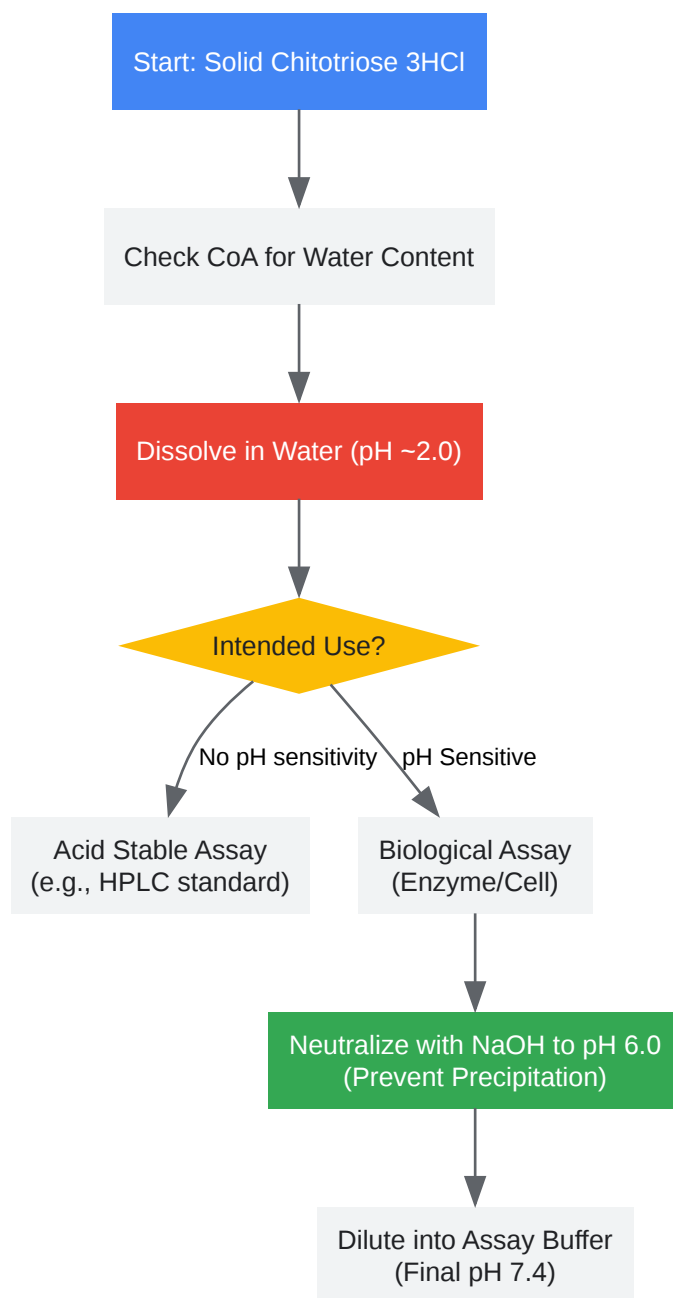 Start: Solid Chitotriose 3HCl
Check CoA for Water Content
Dissolve in Water (pH ~2.0)
Intended Use?
No pH sensitivity
pH Sensitive
Acid Stable Assay
(e.g., HPLC standard)
Biological Assay
(Enzyme/Cell)
Neutralize with NaOH to pH 6.0
(Prevent Precipitation)
Dilute into Assay Buffer
(Final pH 7.4)